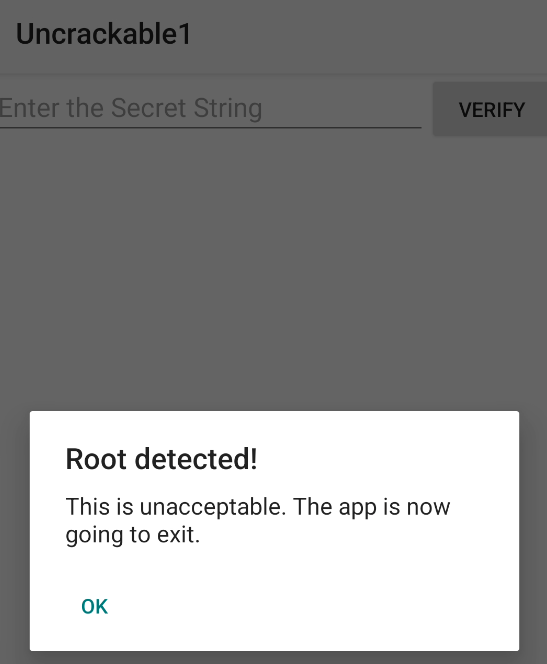 Uncrackable1
Enter the Secret String
VERIFY
Root detected!
This is unacceptable. The app is now
going to exit.
OK